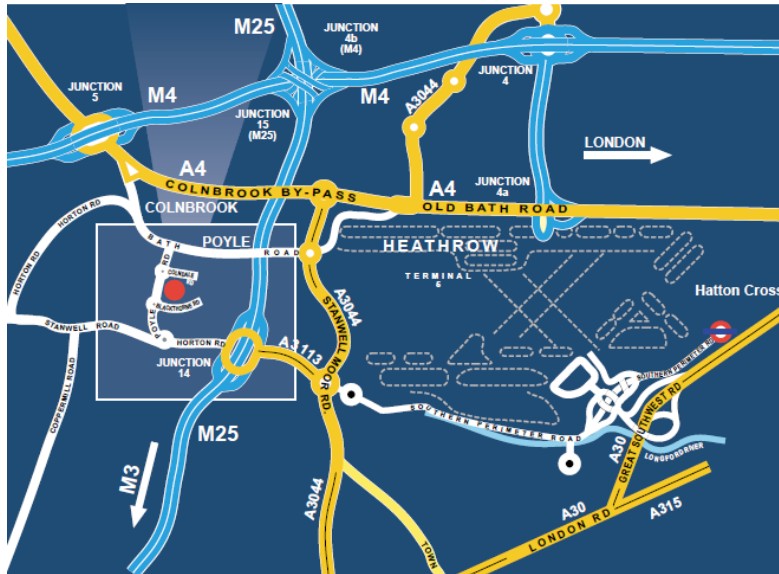 M25
JUNCTION
4b
(M4)
JUNCTION
5
M4
M4
A3044
JUNCTION
4
JUNCTION
15
(M25)
LONDON
A4
COLNBROOK BY-PASS
A4
JUNCTION
4a
OLD BATH ROAD
HORTON RD
COLNBROOK
BATH
POYLE
ROAD
HEATHROW
TERMINAL
6
HORTON RD
COLNDALE
RD
BLACKTHORNE RD
POYLE
Hatton Cross
A3044
STANWELL MOOR RD.
STANWELL ROAD
HORTON RD
A3113
JUNCTION
14
SOUTHERN PERIMETER RD
COPPERMILL ROAD
SOUTHERN PERIMETER ROAD
GREAT SOUTHWEST RD
A30
LONGFORD RIVER
M25
M3
A3044
TOWN
A30
LONDON RD
A315